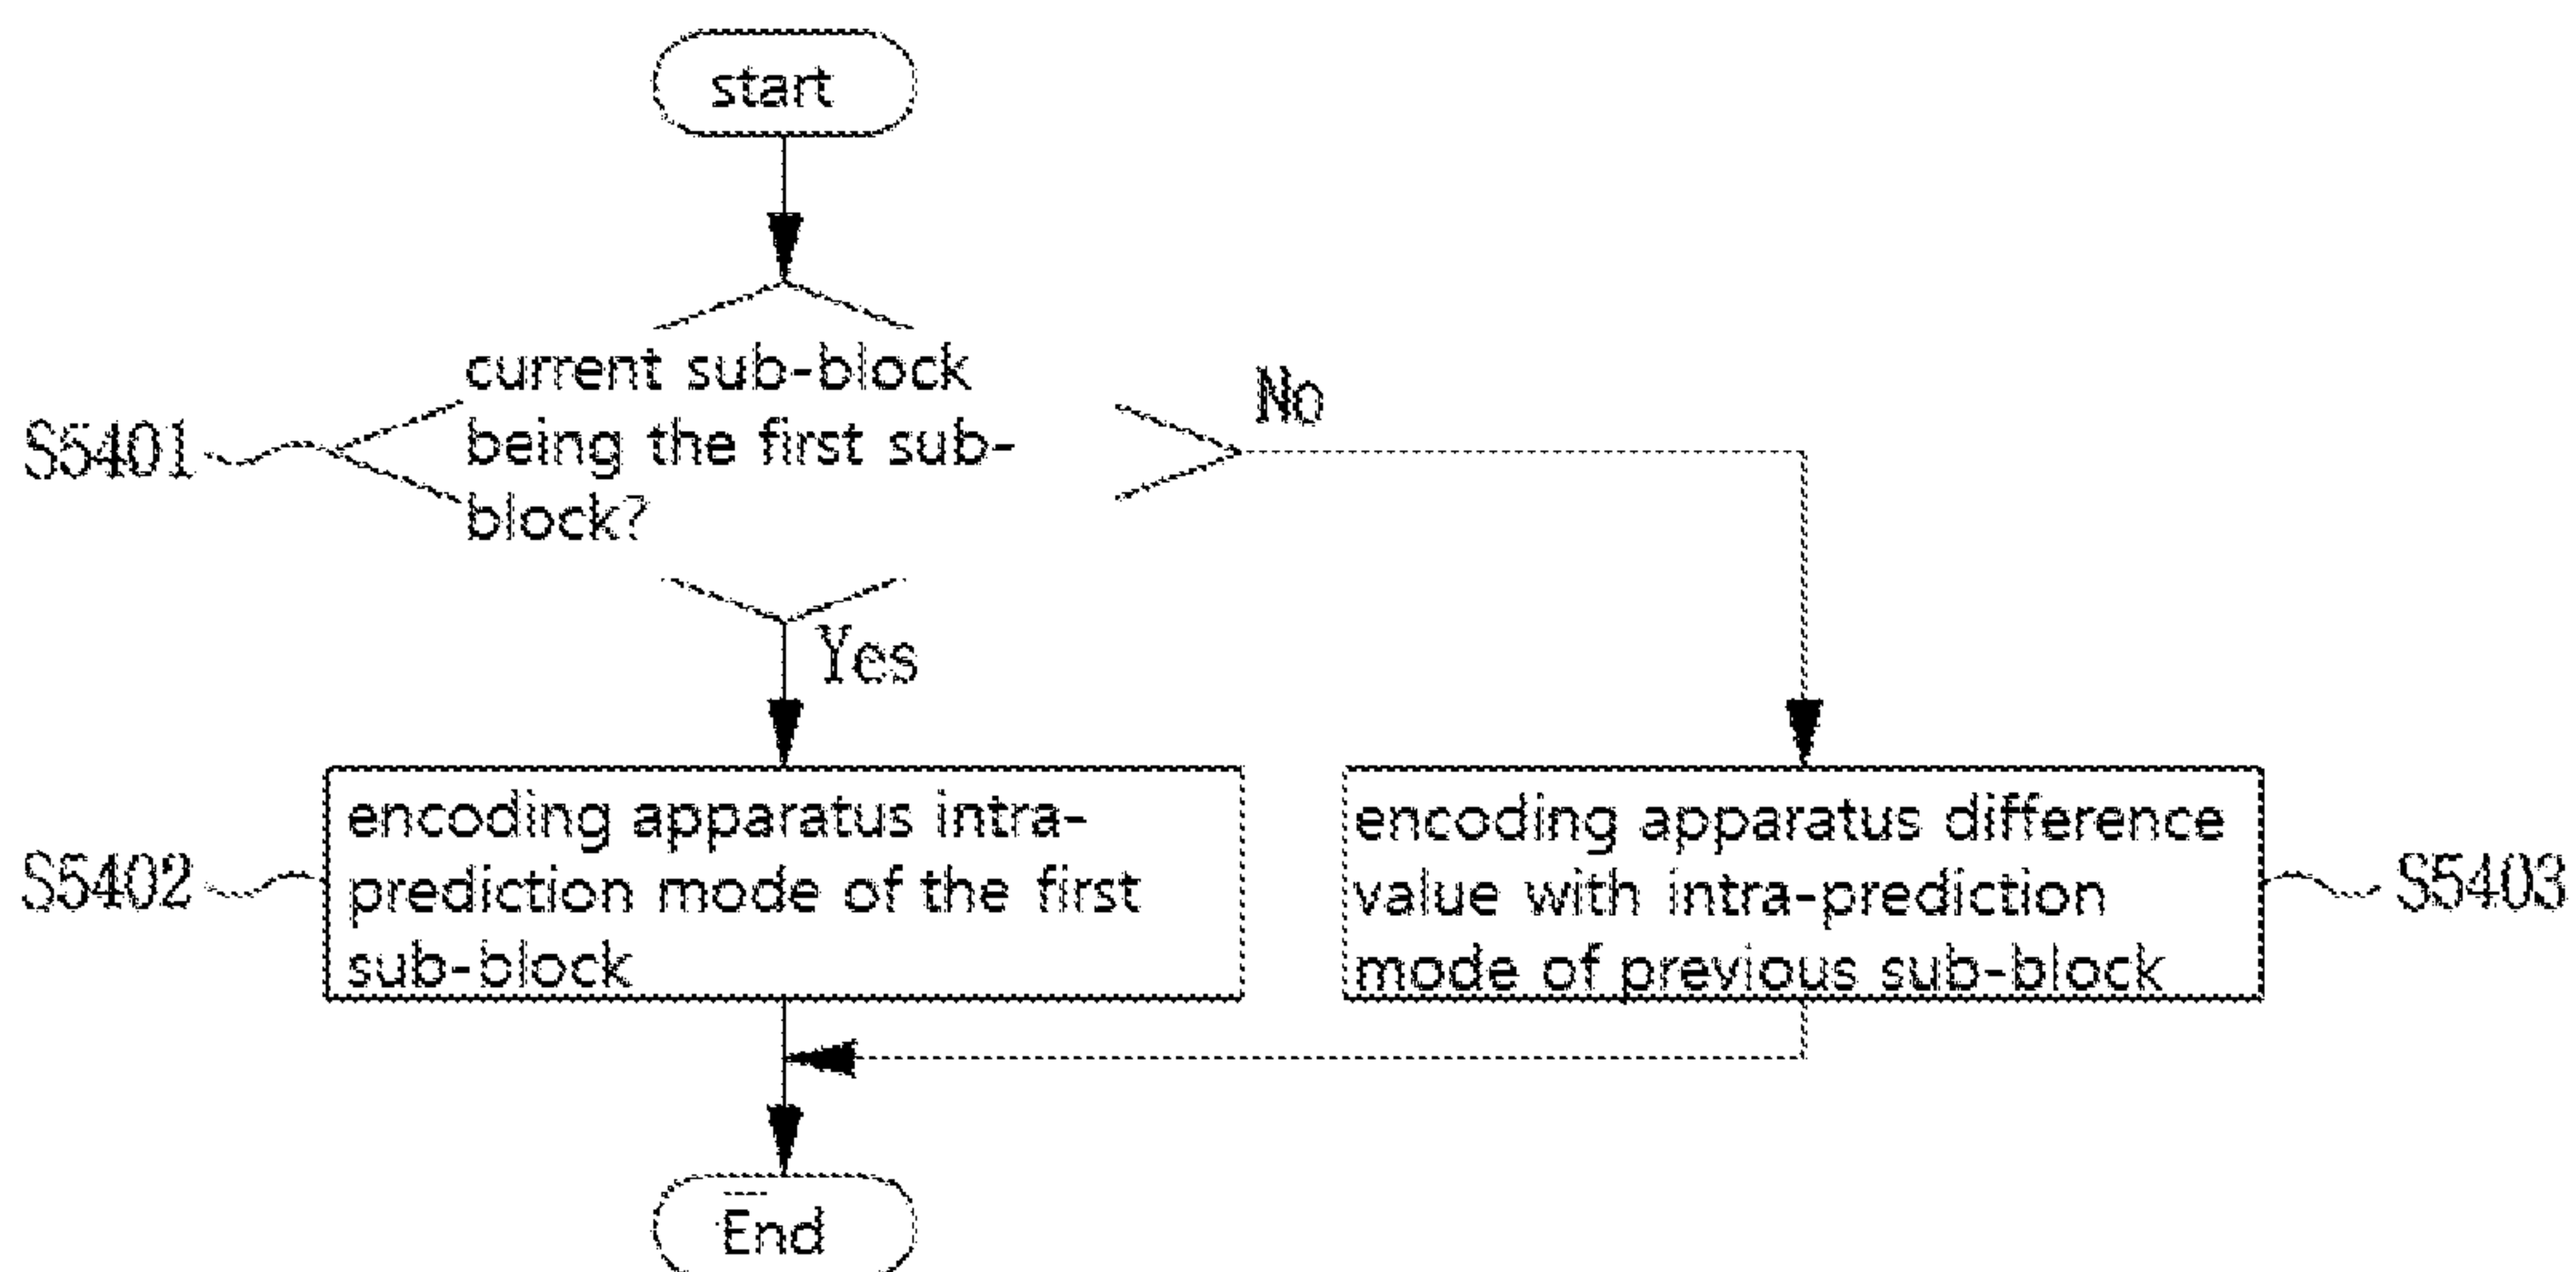 start
current sub-block
being the first sub-
block?
S5401
No
Yes
encoding apparatus intra-
prediction mode of the first
sub-block
S5402
encoding apparatus difference
value with intra-prediction
mode of previous sub-block
S5403
End